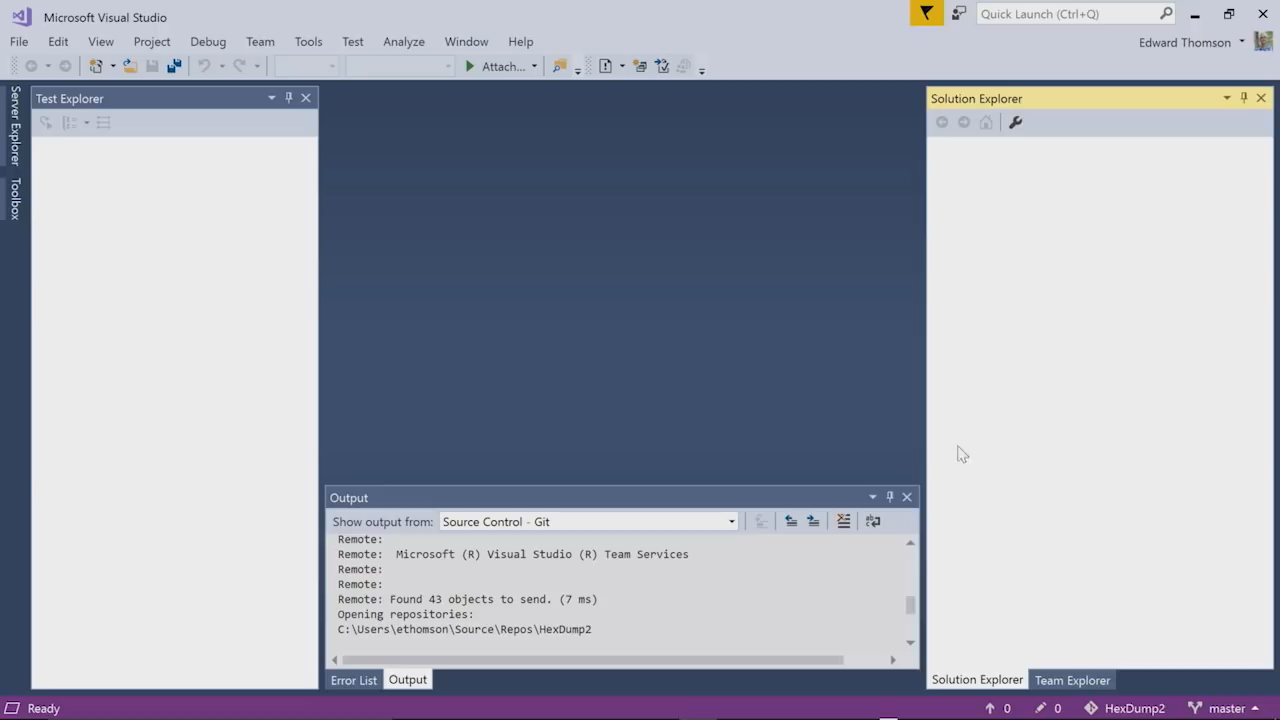 Microsoft Visual Studio
Quick Launch (Ctrl+Q)
File Edit View Project Debug Team Tools Test Analyze Window Help
Edward Thomson
Attach...
Server Explorer
Toolbox
Test Explorer
Solution Explorer
Output
Show output from: Source Control - Git
Remote:
Remote:  Microsoft (R) Visual Studio (R) Team Services
Remote:
Remote:
Remote: Found 43 objects to send. (7 ms)
Opening repositories:
C:\Users\ethomson\Source\Repos\HexDump2
Error List Output
Solution Explorer Team Explorer
Ready
0 0 HexDump2 master